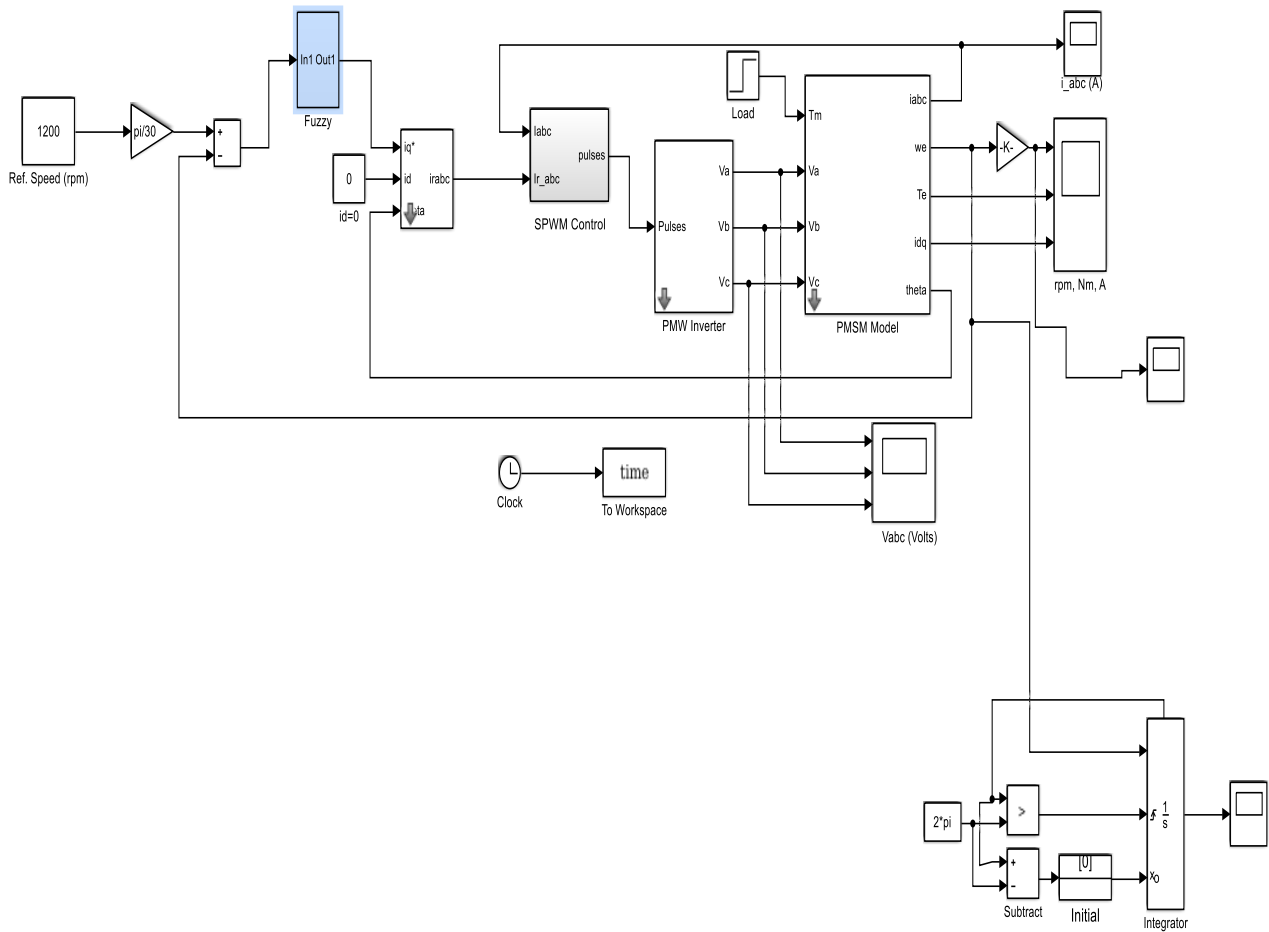 1200
Ref. Speed (rpm)
pi/30
+
−
In1 Out1
Fuzzy
0
id=0
iq*
id
irabc
Iabc
Ir_abc
pulses
SPWM Control
Pulses
Va
Vb
Vc
PMW Inverter
Load
Tm
Va
Vb
Vc
iabc
we
Te
idq
theta
PMSM Model
i_abc (A)
-K-
rpm, Nm, A
Clock
time
To Workspace
Vabc (Volts)
2*pi
>
+
−
Subtract
[0]
Initial
1
s
xo
Integrator